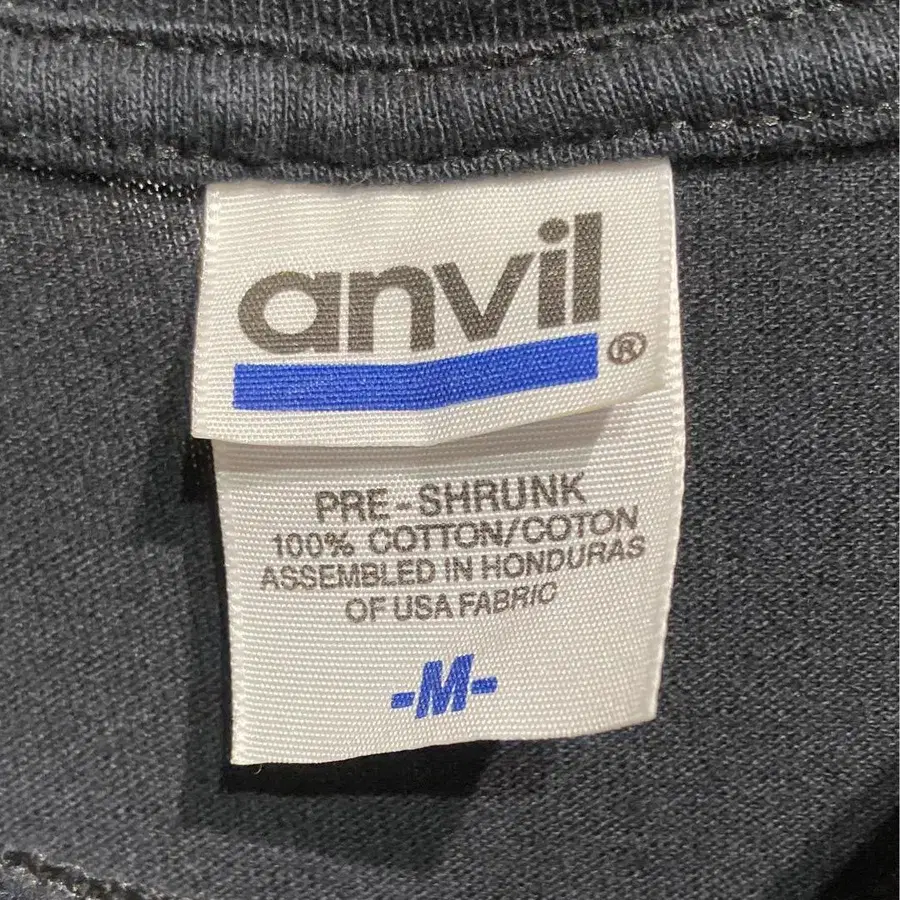 anvil®
PRE-SHRUNK
100% COTTON/COTON
ASSEMBLED IN HONDURAS
OF USA FABRIC
-M-